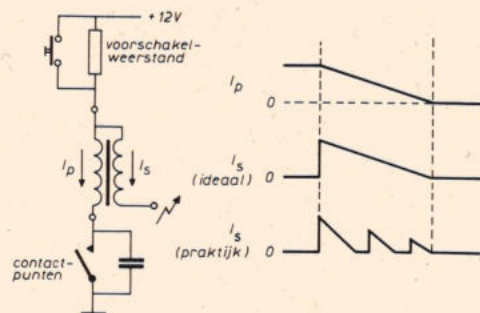 +12V
voorschakel-
weerstand
Ip
Is
contact-
punten
Ip
0
Is
(ideaal)
0
Is
(praktijk)
0